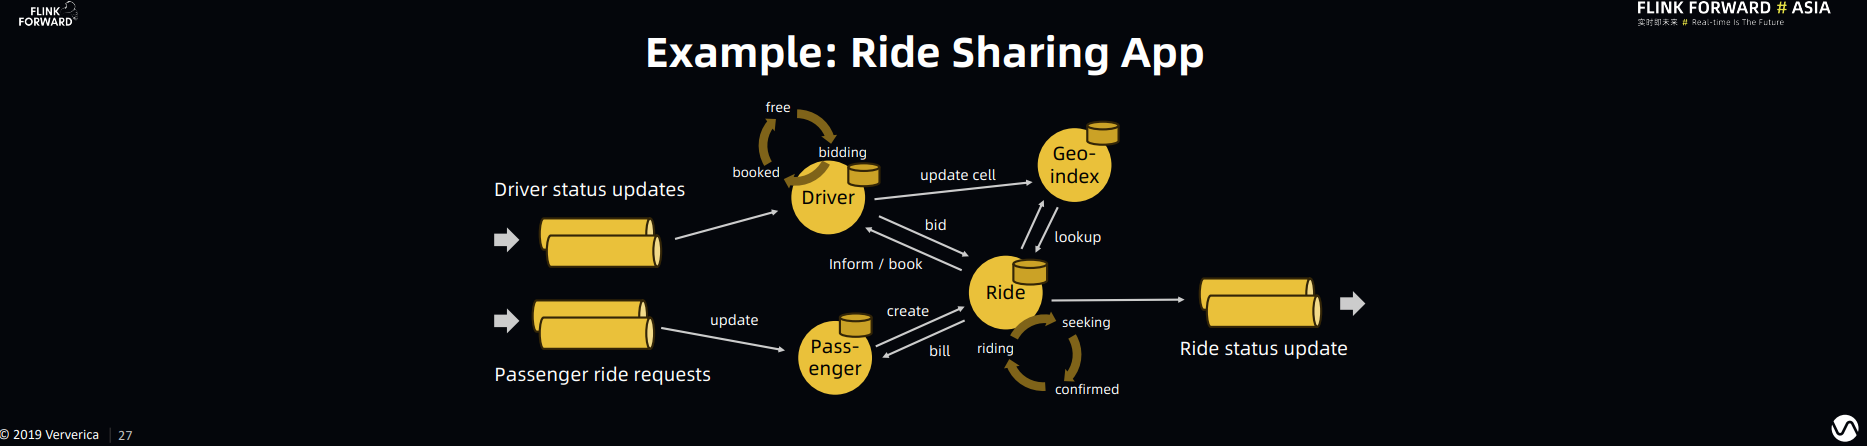 FLINK
FORWARD
FLINK FORWARD # ASIA
实时即未来 # Real-time Is The Future
Example: Ride Sharing App
free
bidding
booked
Driver status updates
Driver
update cell
Geo-
index
bid
lookup
Inform / book
Ride
update
create
seeking
Pass-
enger
bill
riding
confirmed
Ride status update
Passenger ride requests
© 2019 Ververica | 27